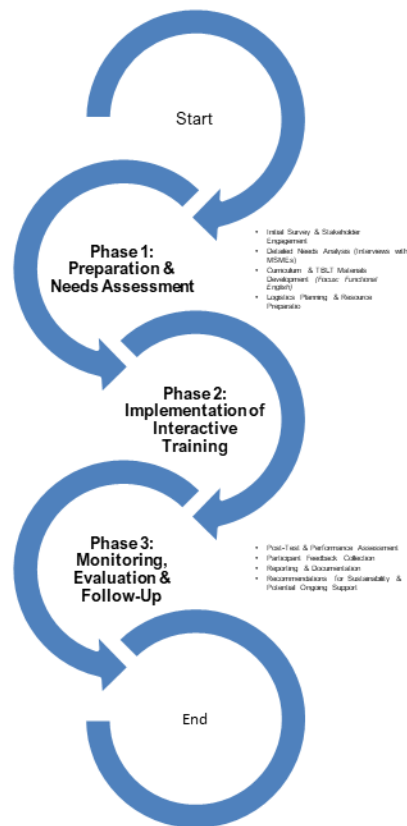 Start
Phase 1:
Preparation &
Needs Assessment
• Initial Survey & Stakeholder
Engagement
• Detailed Needs Analysis (Interviews with
MSMEs)
• Curriculum & TBLT Materials
Development (Focus: Functional
English)
• Logistics Planning & Resource
Preparatio
Phase 2:
Implementation of
Interactive
Training
Phase 3:
Monitoring,
Evaluation &
Follow-Up
• Post-Test & Performance Assessment
• Participant Feedback Collection
• Reporting & Documentation
• Recommendations for Sustainability &
Potential Ongoing Support
End